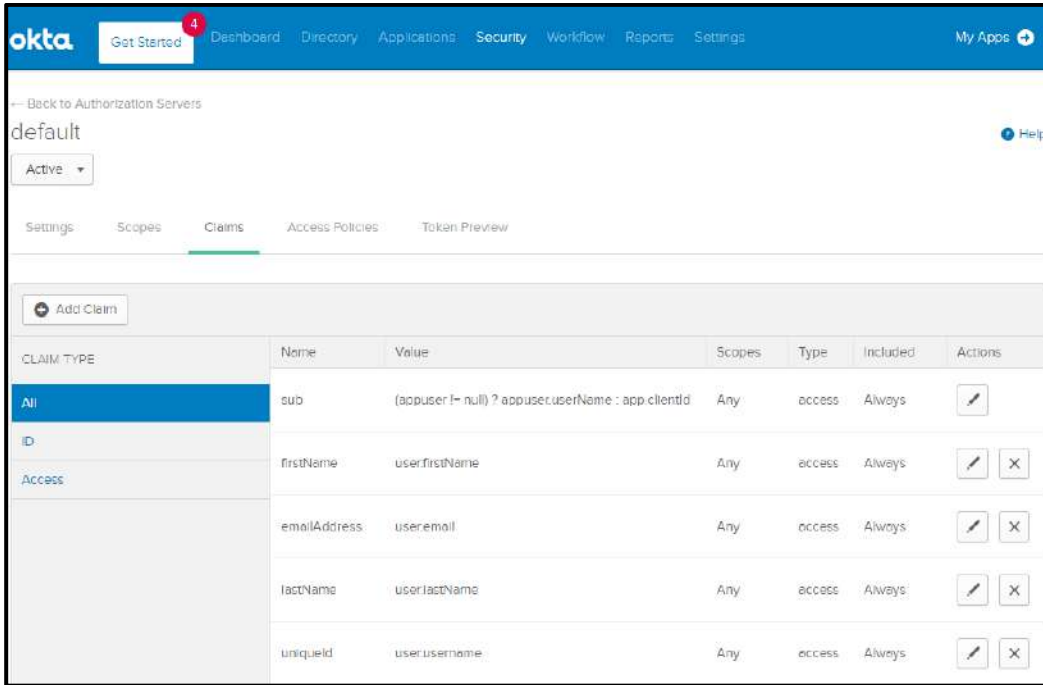 okta Get Started 4 Dashboard Directory Applications Security Workflow Reports Settings My Apps
← Back to Authorization Servers
default
Help
Active
Settings Scopes Claims Access Policies Token Preview
Add Claim
CLAIM TYPE Name Value Scopes Type Included Actions
All sub (appuser != null) ? appuser.userName : app.clientId Any access Always
ID
firstName user.firstName Any access Always
Access
emailAddress user.email Any access Always
lastName user.lastName Any access Always
uniqueId user.username Any access Always